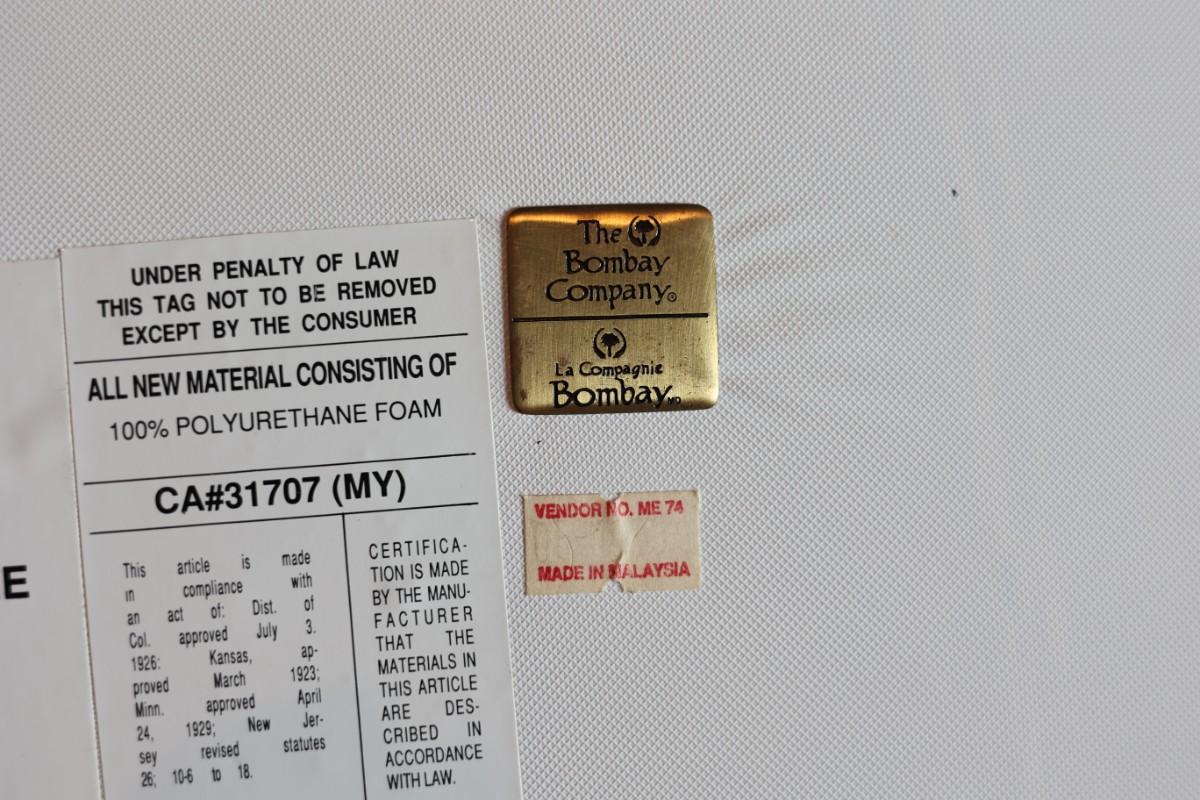 E
UNDER PENALTY OF LAW
THIS TAG NOT TO BE REMOVED
EXCEPT BY THE CONSUMER
ALL NEW MATERIAL CONSISTING OF
100% POLYURETHANE FOAM
CA#31707 (MY)
This article is made
in compliance with
an act of: Dist. of
Col. approved July 3.
1926: Kansas, ap-
proved March 1923;
Minn. approved April
24, 1929; New Jer-
sey revised statutes
26; 10-6 to 18.
CERTIFICA-
TION IS MADE
BY THE MANU-
FACTURER
THAT THE
MATERIALS IN
THIS ARTICLE
ARE DES-
CRIBED IN
ACCORDANCE
WITH LAW.
The
Bombay
Company®
La Compagnie
Bombay MD
VENDOR NO. ME 74
MADE IN MALAYSIA